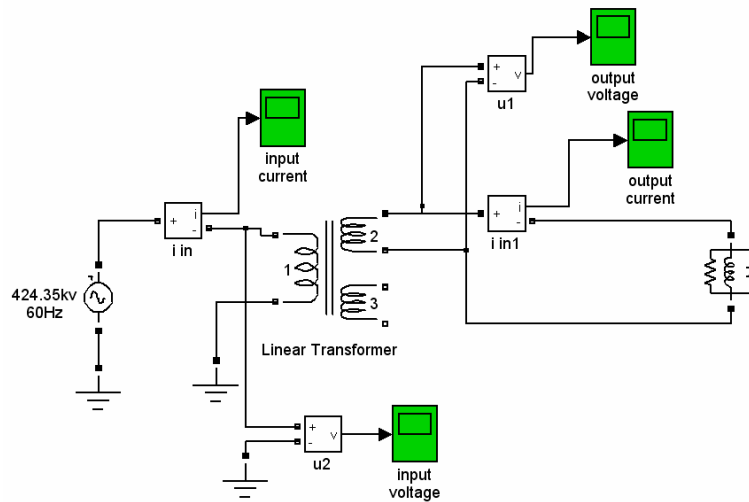 +
-
v
u1
output
voltage
input
current
output
current
+
i
-
i in
+
i
-
i in1
1
2
3
424.35kv
60Hz
Linear Transformer
+
-
v
u2
input
voltage